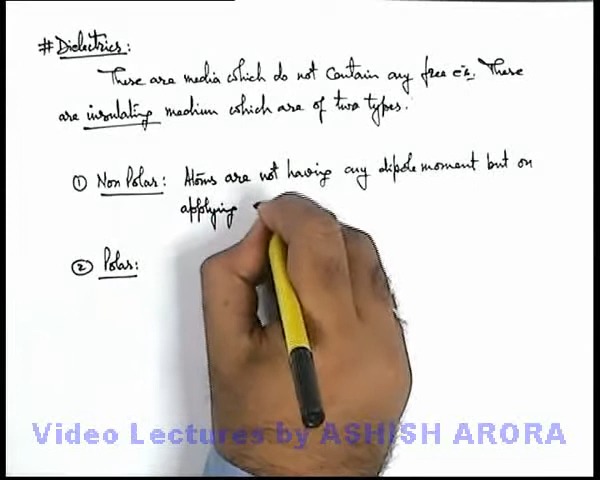 # Dielectrics:
These are media which do not contain any free e's. These
are insulating medium which are of two types.
① Non Polar: Atoms are not having any dipole moment but on
applying
② Polar:
Video Lectures by ASHISH ARORA